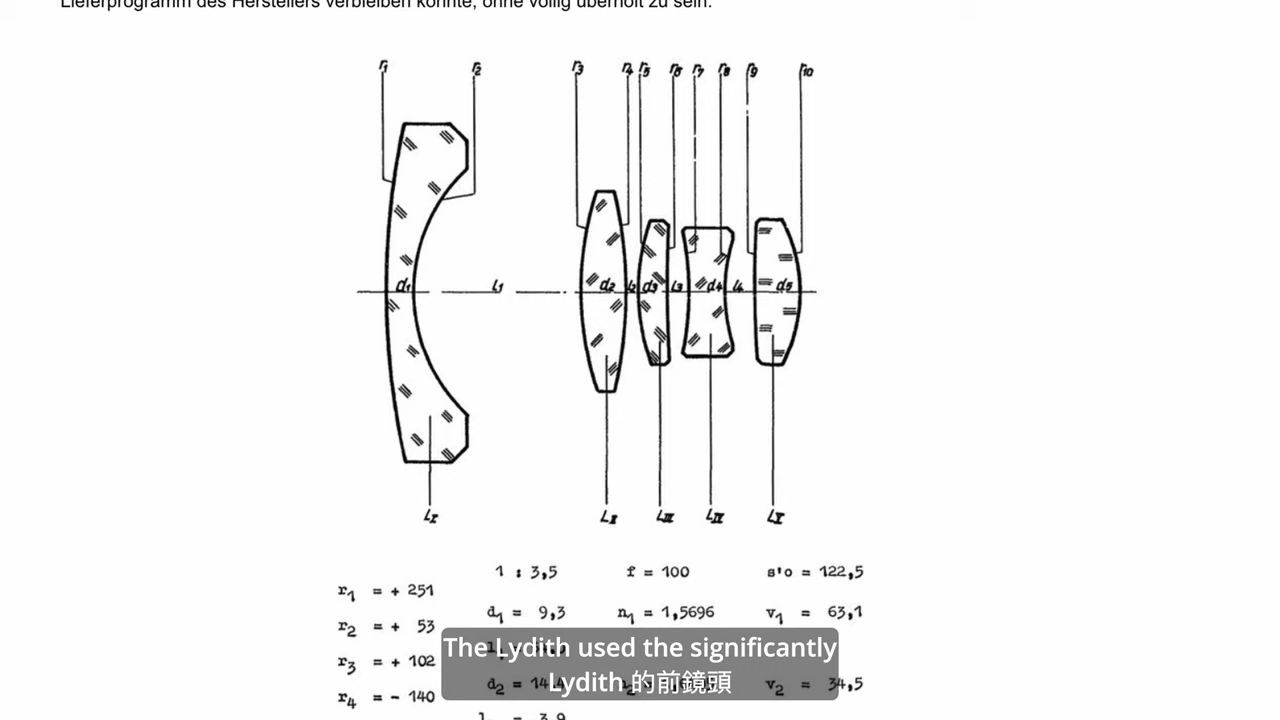 Lieferprogramm des Herstellers verbleiben konnte, ohne völlig überholt zu sein.
r1 r2 r3 r4 r5 r6 r7 r8 r9 r10
d1 l1 d2 l2 d3 l3 d4 l4 d5
LI LII LIII LIV LV
1 : 3,5 f = 100 s'o = 122,5
r1 = + 251
d1 = 9,3 n1 = 1,5696 v1 = 63,1
r2 = + 53
The Lydith used the significantly
r3 = + 102
Lydith 的前鏡頭
d2 = v2 = 34,5
r4 = - 140
= 3,9